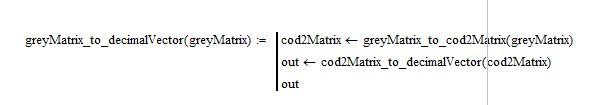 greyMatrix_to_decimalVector(greyMatrix) := cod2Matrix ← greyMatrix_to_cod2Matrix(greyMatrix)
out ← cod2Matrix_to_decimalVector(cod2Matrix)
out